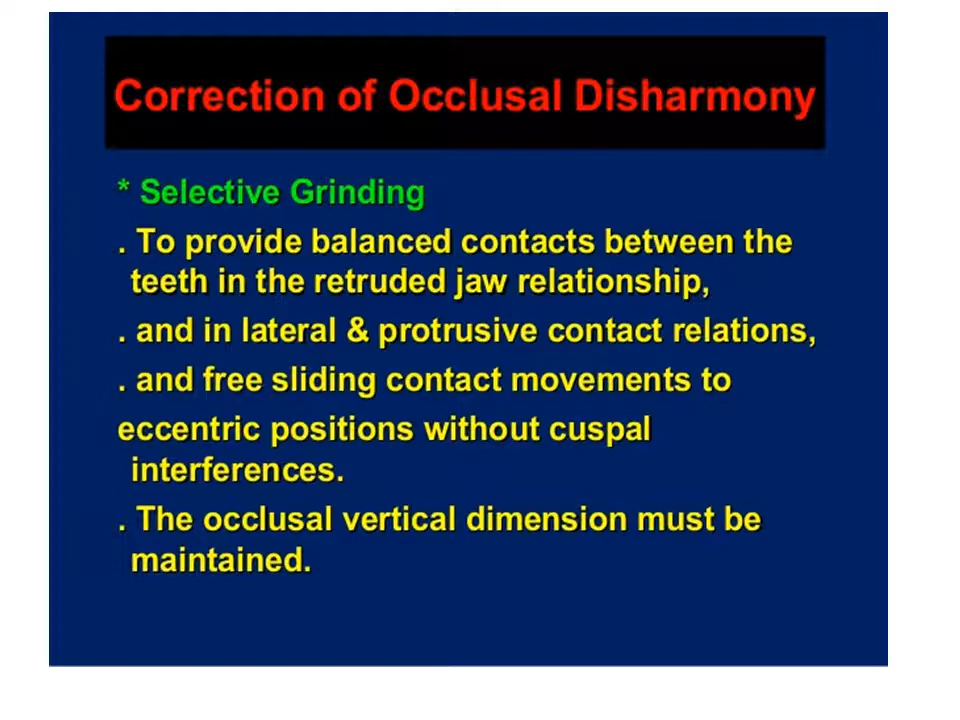 Correction of Occlusal Disharmony
* Selective Grinding
. To provide balanced contacts between the
teeth in the retruded jaw relationship,
. and in lateral & protrusive contact relations,
. and free sliding contact movements to
eccentric positions without cuspal
interferences.
. The occlusal vertical dimension must be
maintained.